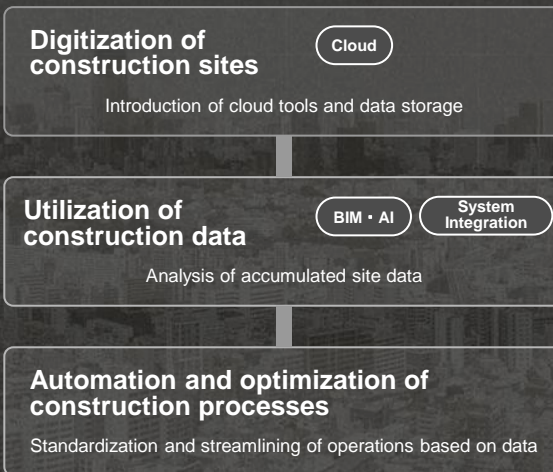 Digitization of
construction sites
Cloud
Introduction of cloud tools and data storage
Utilization of
construction data
BIM・AI
System
Integration
Analysis of accumulated site data
Automation and optimization of
construction processes
Standardization and streamlining of operations based on data